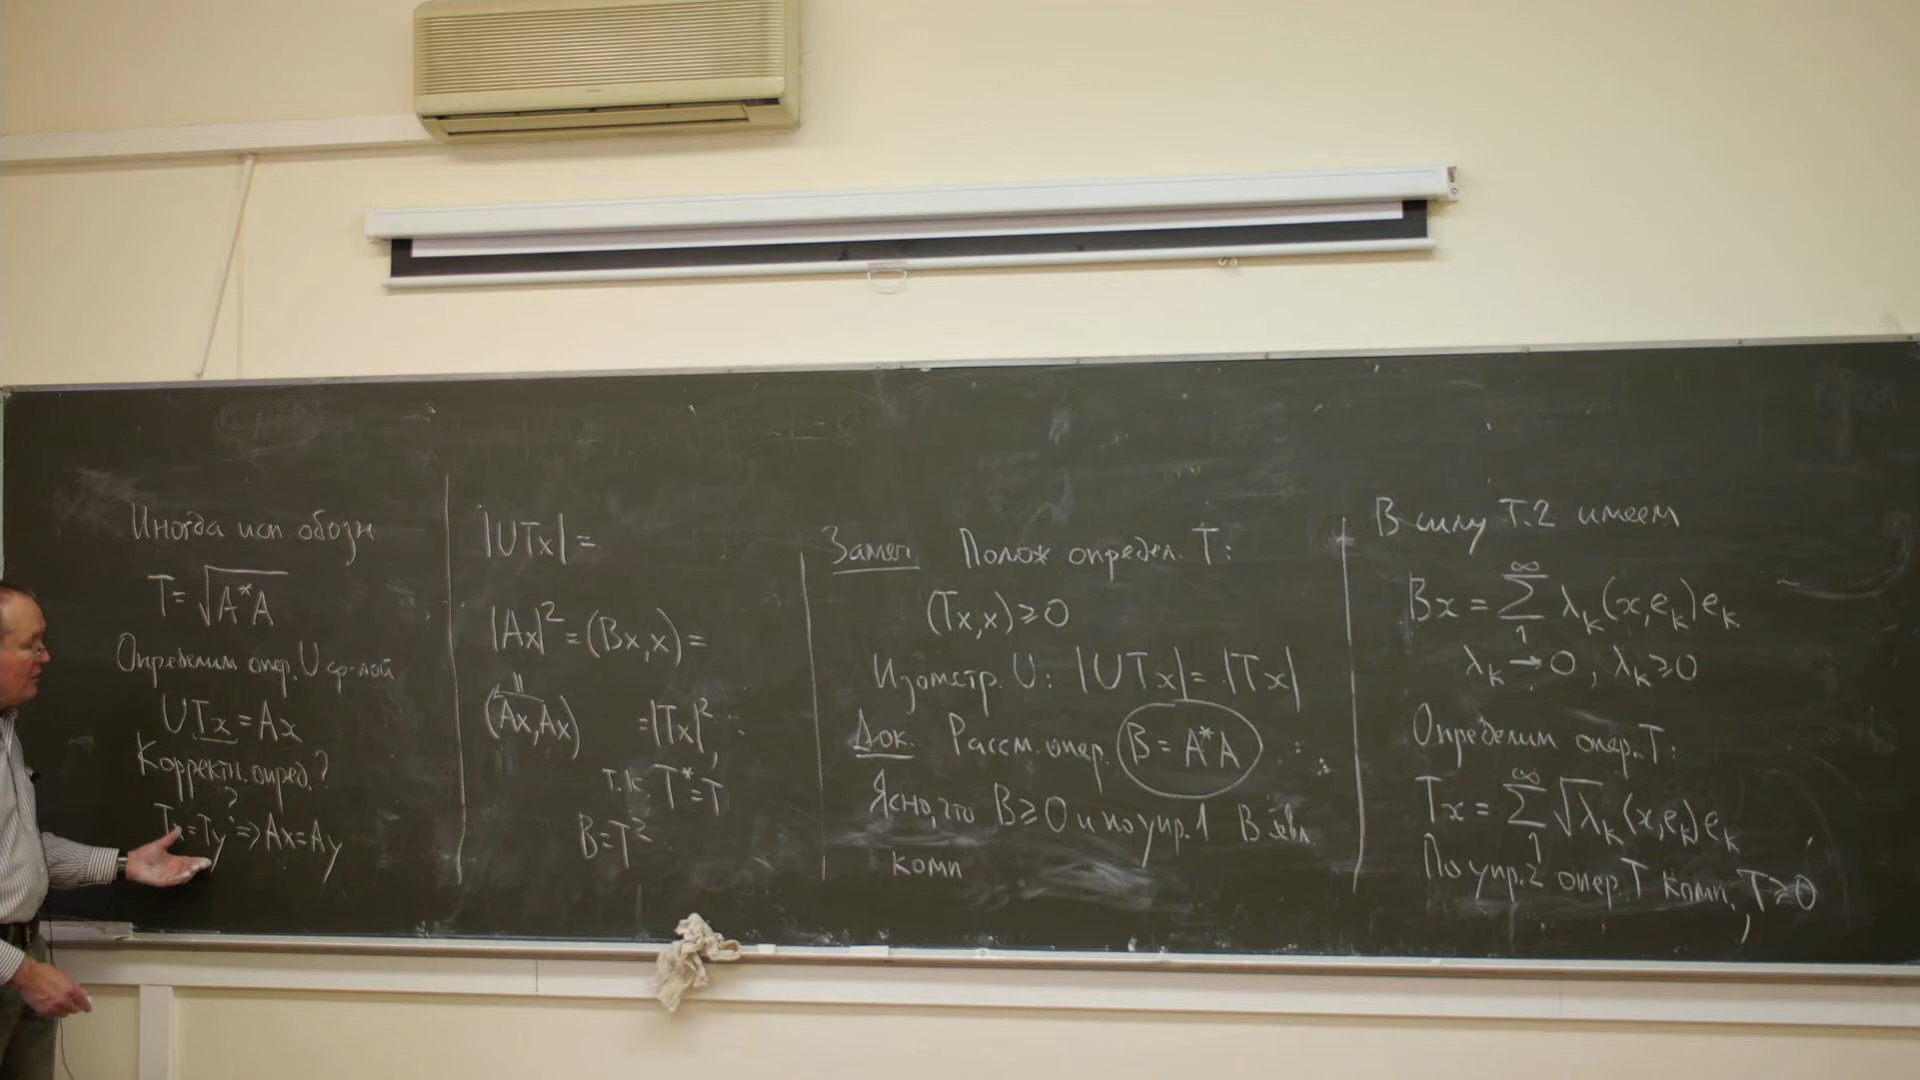 Иногда исп обозн
T = √A*A
Определим опер. U ф-лой
UTx = Ax
Корректн. опред.?
Tx = Ty ?⇒ Ax = Ay
|UTx| =
|Ax|² = (Bx,x) =
(Ax,Ax) = |Tx|²,
т.к. T* = T
B = T²
Замеч Полож определ. T:
(Tx,x) ≥ 0
Изометр. U: |UTx| = |Tx|
Док. Рассм. опер. B = A*A
Ясно, что B ≥ 0 и по упр. 1 B явл
комп
В силу Т.2 имеем
Bx = ∑₁^∞ λₖ(x,eₖ)eₖ
λₖ → 0, λₖ ≥ 0
Определим опер. T:
Tx = ∑₁^∞ √λₖ (x,eₖ)eₖ
По упр. 2 опер. T комп., T ≥ 0